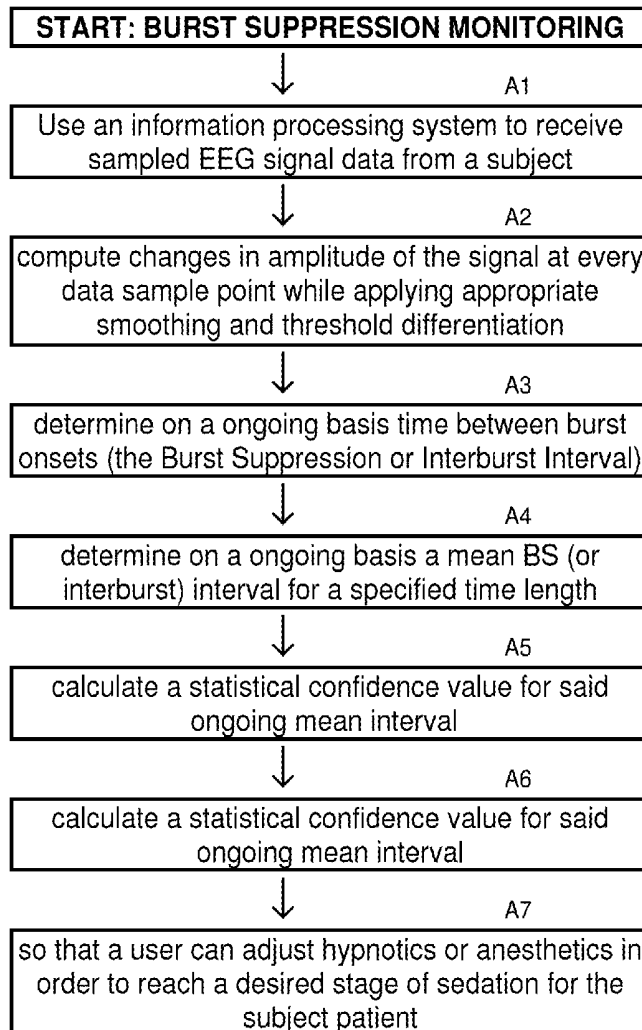 START: BURST SUPPRESSION MONITORING
A1
Use an information processing system to receive
sampled EEG signal data from a subject
A2
compute changes in amplitude of the signal at every
data sample point while applying appropriate
smoothing and threshold differentiation
A3
determine on a ongoing basis time between burst
onsets (the Burst Suppression or Interburst Interval)
A4
determine on a ongoing basis a mean BS (or
interburst) interval for a specified time length
A5
calculate a statistical confidence value for said
ongoing mean interval
A6
calculate a statistical confidence value for said
ongoing mean interval
A7
so that a user can adjust hypnotics or anesthetics in
order to reach a desired stage of sedation for the
subject patient